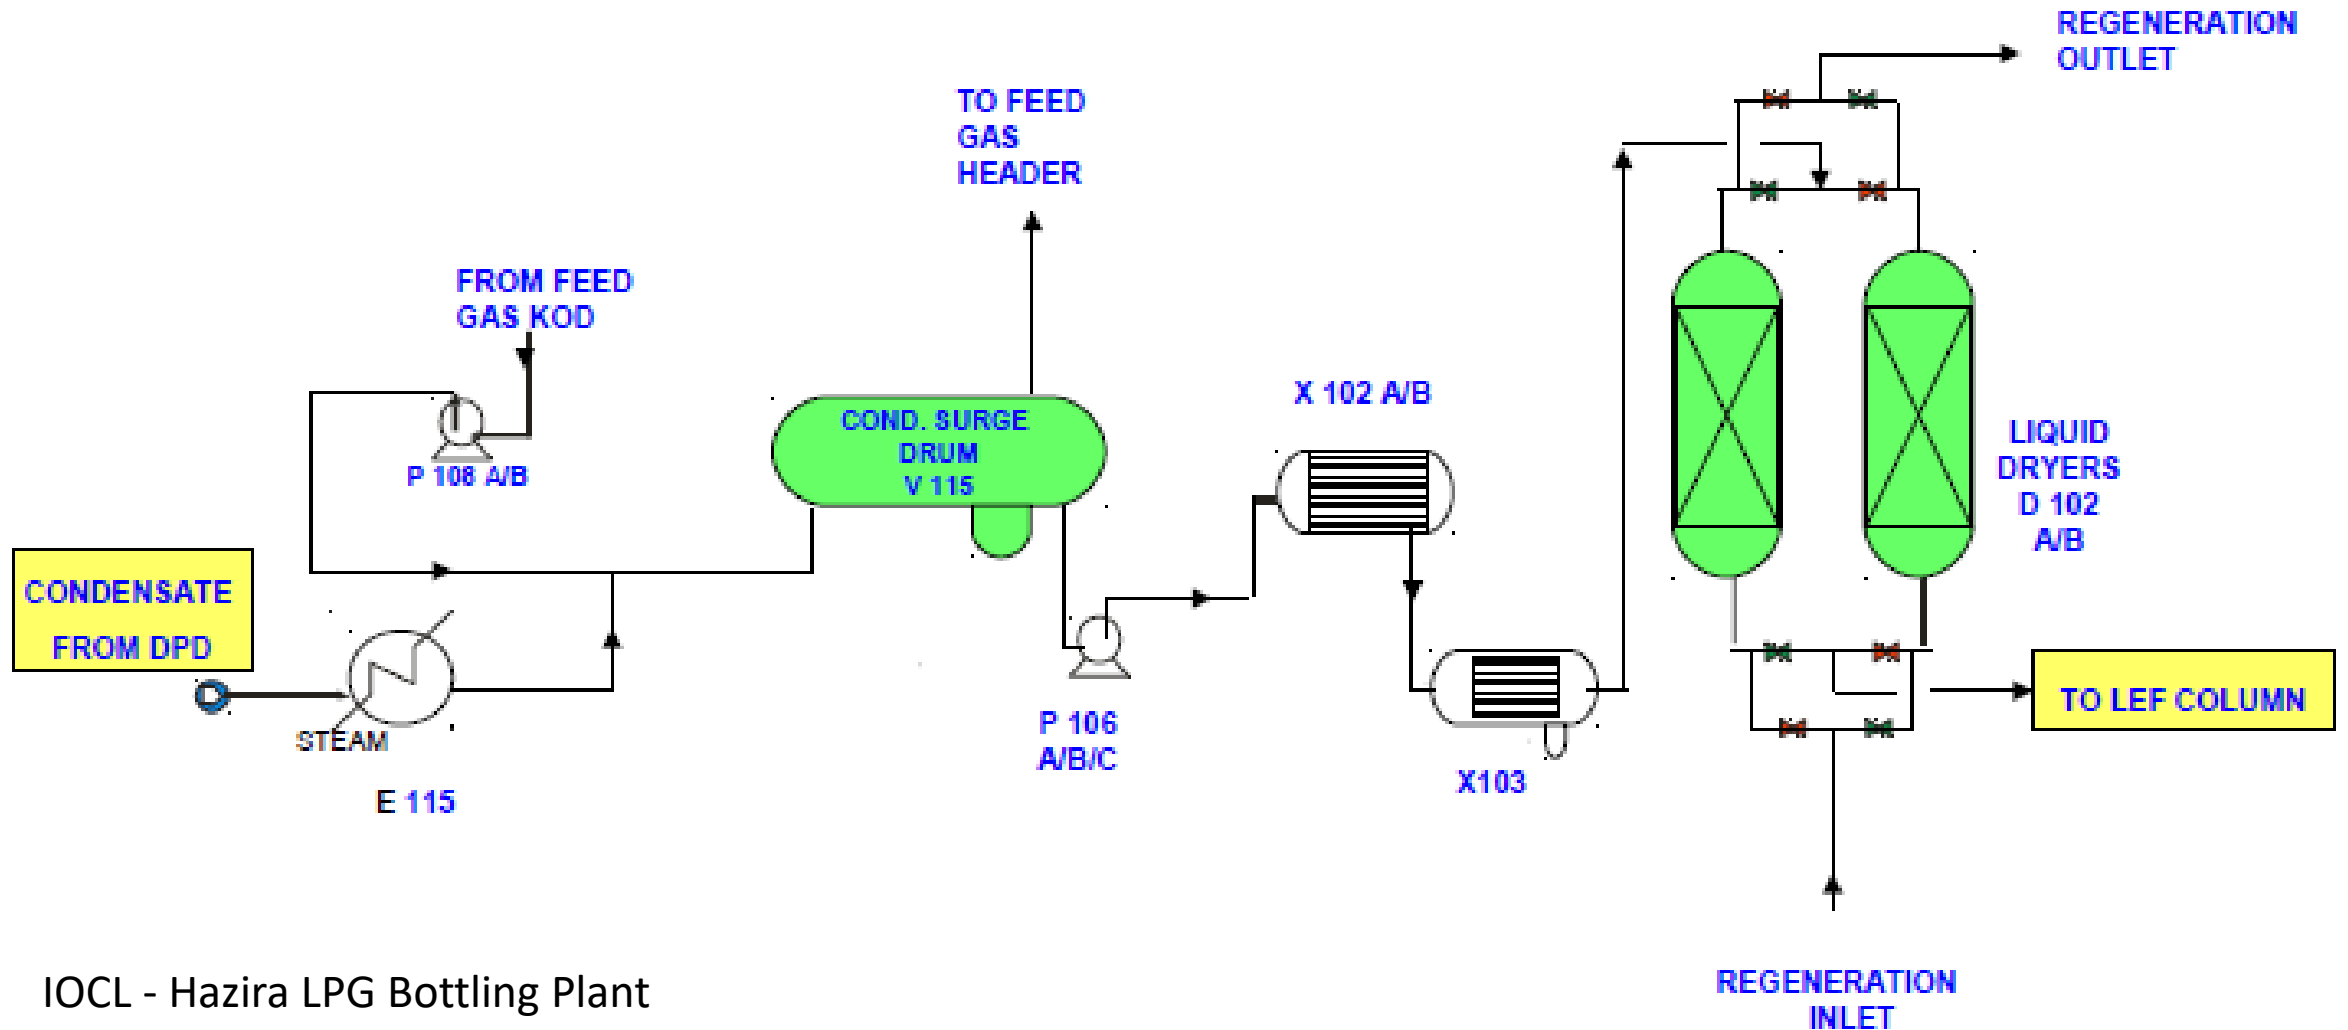 REGENERATION
OUTLET
TO FEED
GAS
HEADER
FROM FEED
GAS KOD
P 108 A/B
COND. SURGE
DRUM
V 115
X 102 A/B
LIQUID
DRYERS
D 102
A/B
CONDENSATE
FROM DPD
STEAM
E 115
P 106
A/B/C
X103
TO LEF COLUMN
REGENERATION
INLET
IOCL - Hazira LPG Bottling Plant